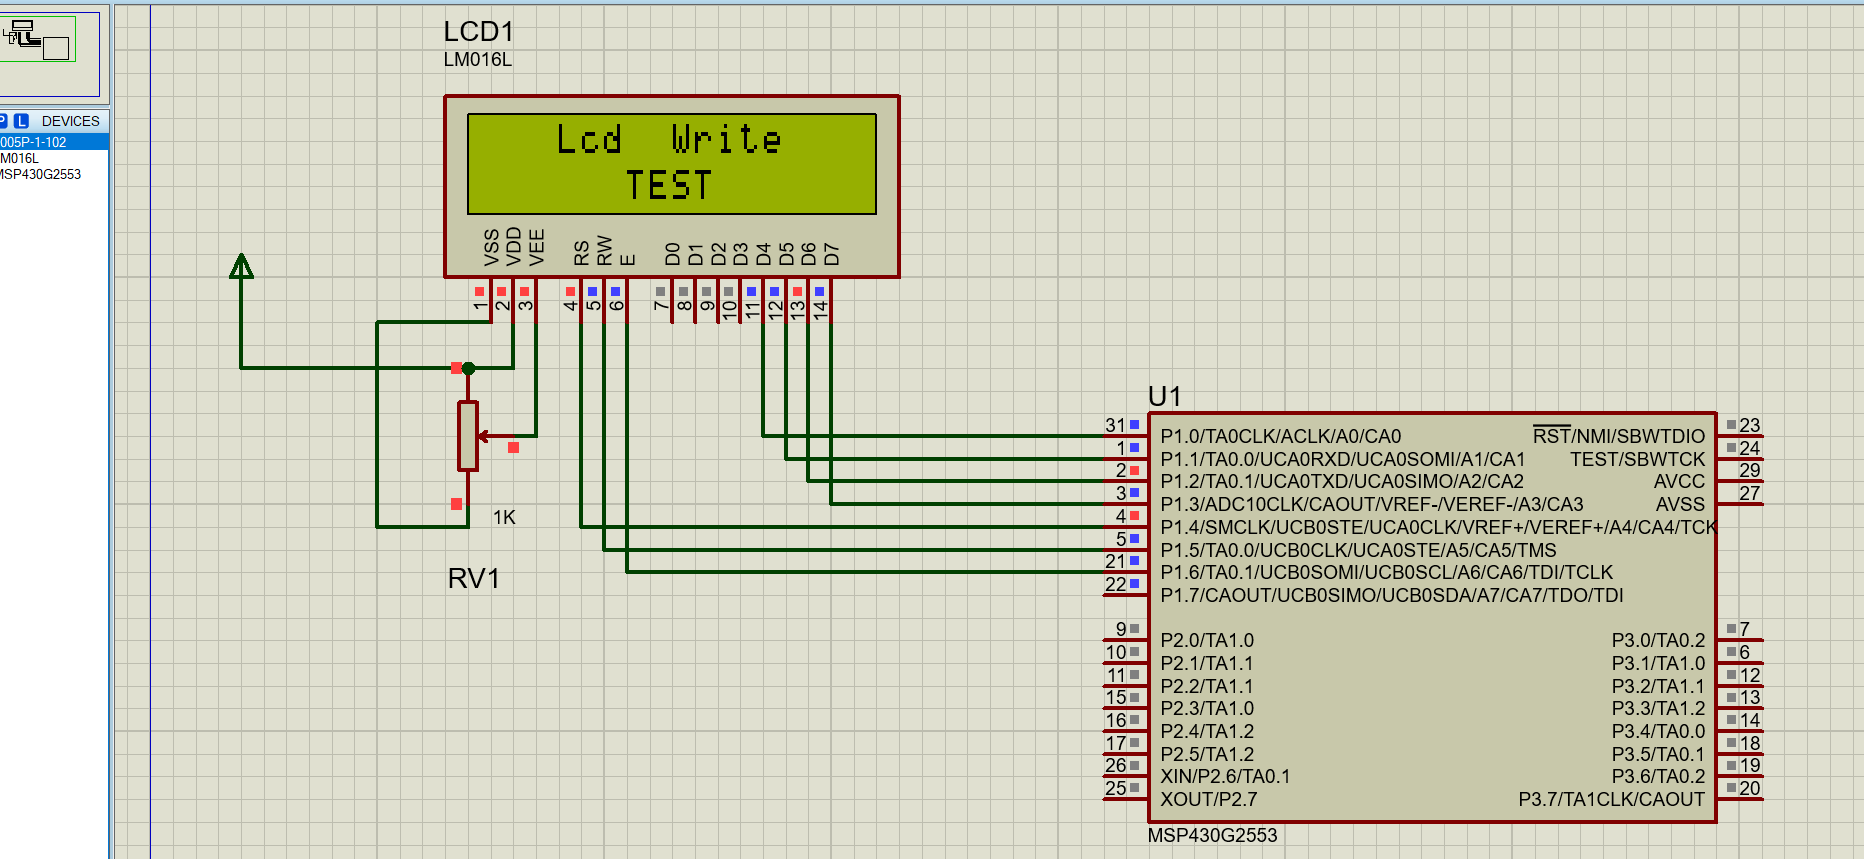 P L DEVICES
005P-1-102
M016L
MSP430G2553
LCD1
LM016L
Lcd Write
TEST
VSS VDD VEE RS RW E D0 D1 D2 D3 D4 D5 D6 D7
1 2 3 4 5 6 7 8 9 10 11 12 13 14
1K
RV1
U1
31 P1.0/TA0CLK/ACLK/A0/CA0 RST/NMI/SBWTDIO 23
1 P1.1/TA0.0/UCA0RXD/UCA0SOMI/A1/CA1 TEST/SBWTCK 24
2 P1.2/TA0.1/UCA0TXD/UCA0SIMO/A2/CA2 AVCC 29
3 P1.3/ADC10CLK/CAOUT/VREF-/VEREF-/A3/CA3 AVSS 27
4 P1.4/SMCLK/UCB0STE/UCA0CLK/VREF+/VEREF+/A4/CA4/TCK
5 P1.5/TA0.0/UCB0CLK/UCA0STE/A5/CA5/TMS
21 P1.6/TA0.1/UCB0SOMI/UCB0SCL/A6/CA6/TDI/TCLK
22 P1.7/CAOUT/UCB0SIMO/UCB0SDA/A7/CA7/TDO/TDI
9 P2.0/TA1.0 P3.0/TA0.2 7
10 P2.1/TA1.1 P3.1/TA1.0 6
11 P2.2/TA1.1 P3.2/TA1.1 12
15 P2.3/TA1.0 P3.3/TA1.2 13
16 P2.4/TA1.2 P3.4/TA0.0 14
17 P2.5/TA1.2 P3.5/TA0.1 18
26 XIN/P2.6/TA0.1 P3.6/TA0.2 19
25 XOUT/P2.7 P3.7/TA1CLK/CAOUT 20
MSP430G2553